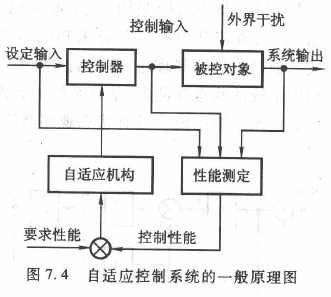 控制输入
外界干扰
设定输入
控制器
被控对象
系统输出
自适应机构
性能测定
要求性能
控制性能
图 7.4 自适应控制系统的一般原理图